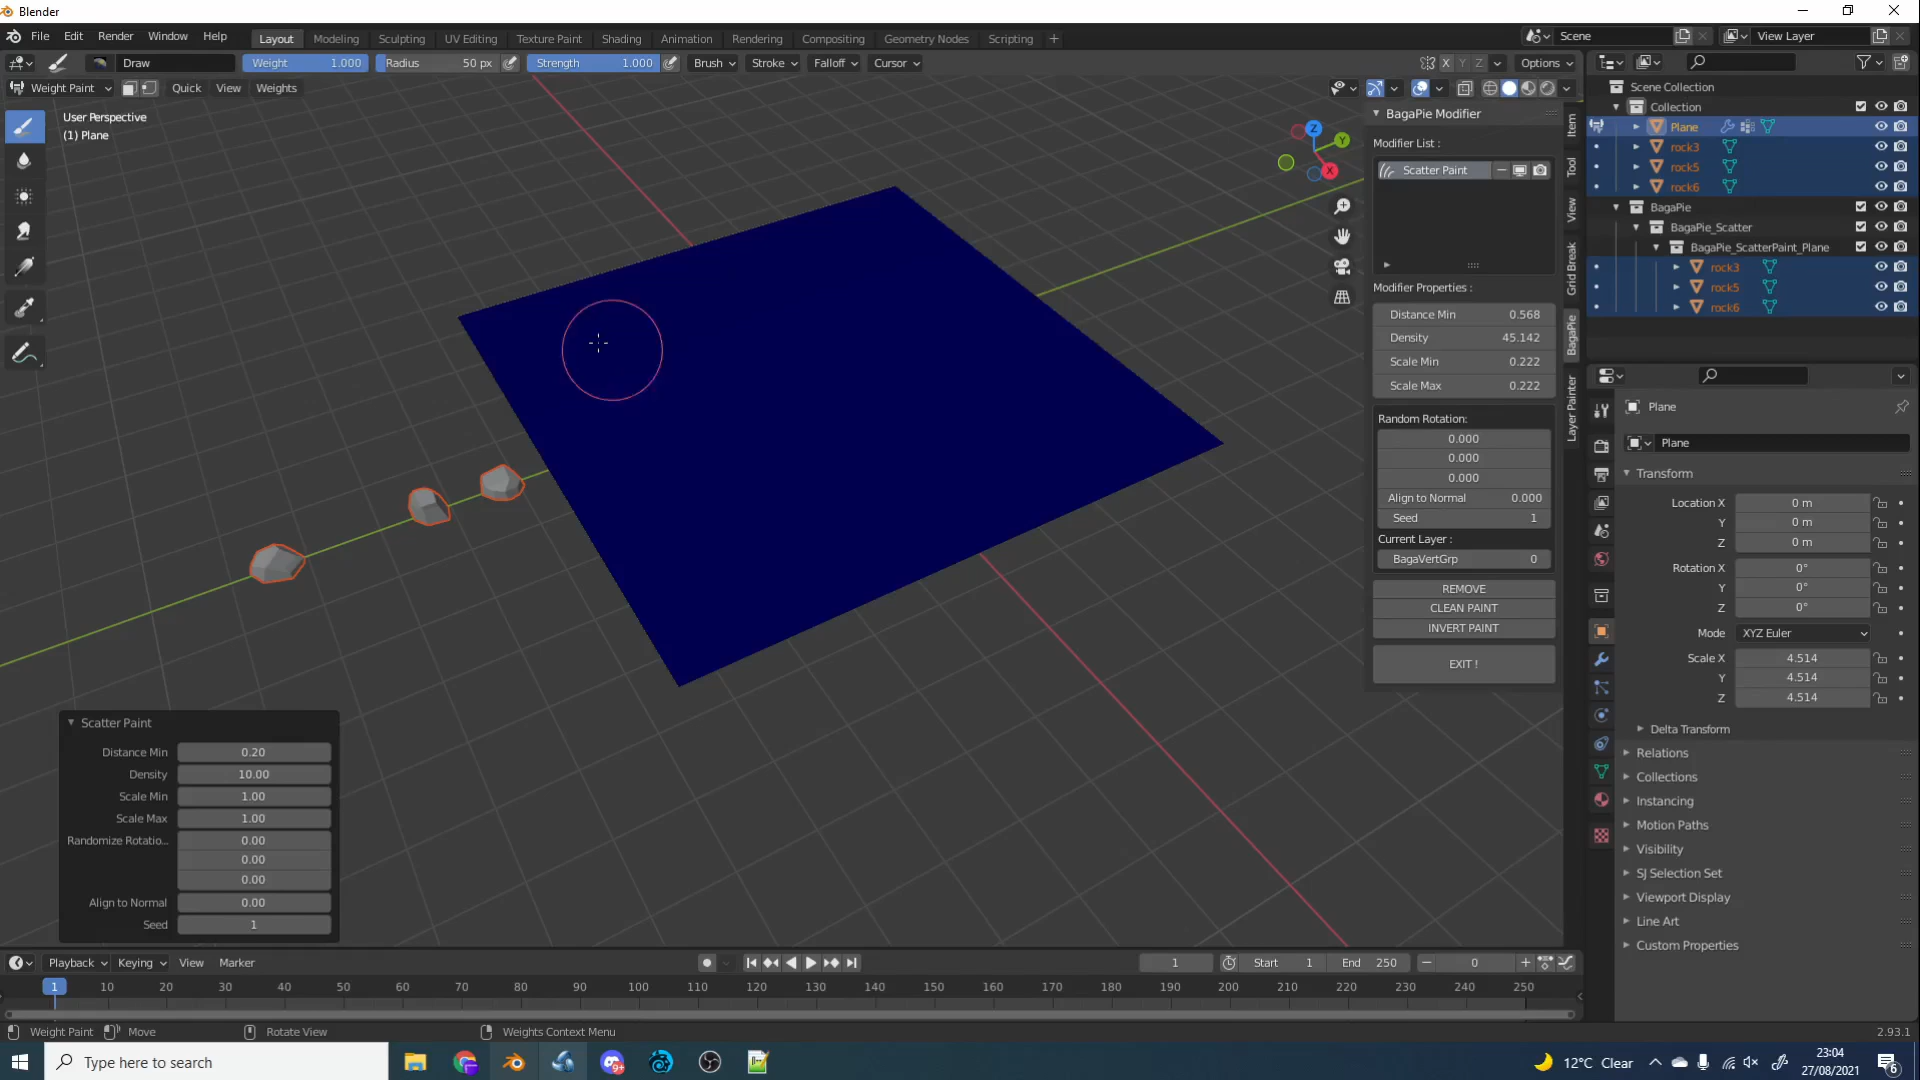 Blender
File Edit Render Window Help Layout Modeling Sculpting UV Editing Texture Paint Shading Animation Rendering Compositing Geometry Nodes Scripting + Scene View Layer
Draw Weight 1.000 Radius 50 px Strength 1.000 Brush Stroke Falloff Cursor X Y Z Options
Weight Paint Quick View Weights
User Perspective
(1) Plane
Z
Y
X
BagaPie Modifier
Modifier List :
Scatter Paint
Modifier Properties :
Distance Min 0.568
Density 45.142
Scale Min 0.222
Scale Max 0.222
Random Rotation:
0.000
0.000
0.000
Align to Normal 0.000
Seed 1
Current Layer :
BagaVertGrp 0
REMOVE
CLEAN PAINT
INVERT PAINT
EXIT !
Item
Tool
View
Grid Break
BagaPie
Layer Painter
Scene Collection
Collection
Plane
rock3
rock5
rock6
BagaPie
BagaPie_Scatter
BagaPie_ScatterPaint_Plane
rock3
rock5
rock6
Plane
Plane
Transform
Location X 0 m
Y 0 m
Z 0 m
Rotation X 0°
Y 0°
Z 0°
Mode XYZ Euler
Scale X 4.514
Y 4.514
Z 4.514
Delta Transform
Relations
Collections
Instancing
Motion Paths
Visibility
SJ Selection Set
Viewport Display
Line Art
Custom Properties
Scatter Paint
Distance Min 0.20
Density 10.00
Scale Min 1.00
Scale Max 1.00
Randomize Rotatio... 0.00
0.00
0.00
Align to Normal 0.00
Seed 1
Playback Keying View Marker 1 Start 1 End 250 0
1 10 20 30 40 50 60 70 80 90 100 110 120 130 140 150 160 170 180 190 200 210 220 230 240 250
Weight Paint Move Rotate View Weights Context Menu 2.93.1
Type here to search 9+ 12°C Clear 23:04
27/08/2021 6